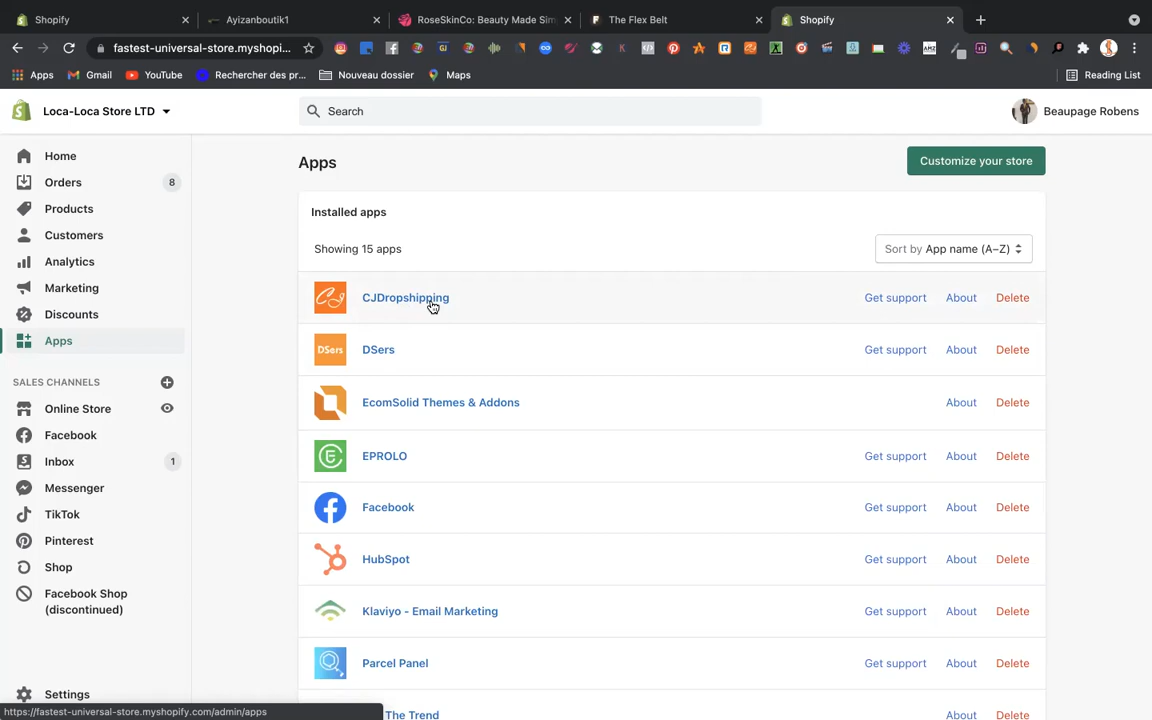 Shopify
Ayizanboutik1
RoseSkinCo: Beauty Made Sim
The Flex Belt
Shopify
fastest-universal-store.myshopi...
Apps
Gmail
YouTube
Rechercher des pr...
Nouveau dossier
Maps
Reading List
Loca-Loca Store LTD
Search
Beaupage Robens
Home
Orders
8
Products
Customers
Analytics
Marketing
Discounts
Apps
SALES CHANNELS
Online Store
Facebook
Inbox
1
Messenger
TikTok
Pinterest
Shop
Facebook Shop
(discontinued)
Settings
https://fastest-universal-store.myshopify.com/admin/apps
Apps
Customize your store
Installed apps
Showing 15 apps
Sort by App name (A–Z)
CJDropshipping
Get support About Delete
DSers
DSers
Get support About Delete
EcomSolid Themes & Addons
About Delete
EPROLO
Get support About Delete
Facebook
Get support About Delete
HubSpot
Get support About Delete
Klaviyo - Email Marketing
Get support About Delete
Parcel Panel
Get support About Delete
The Trend
Get support About Delete